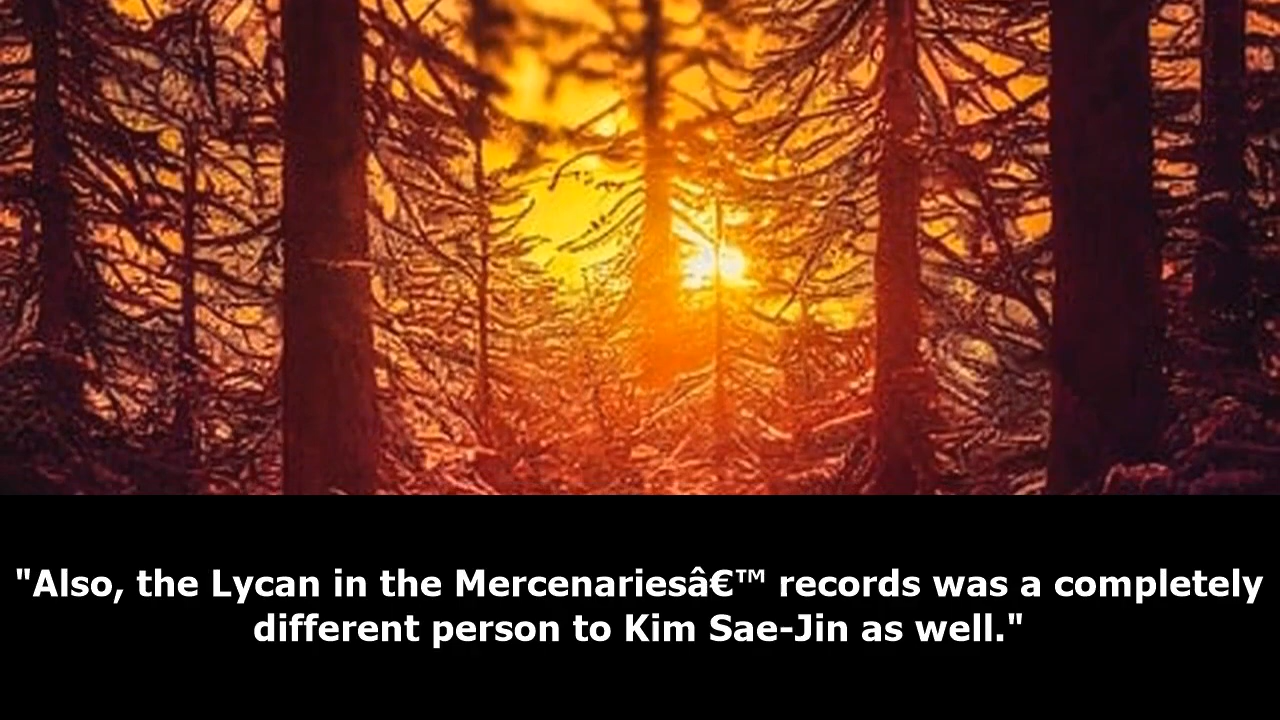 "Also, the Lycan in the Mercenariesâ€™ records was a completely
different person to Kim Sae-Jin as well."